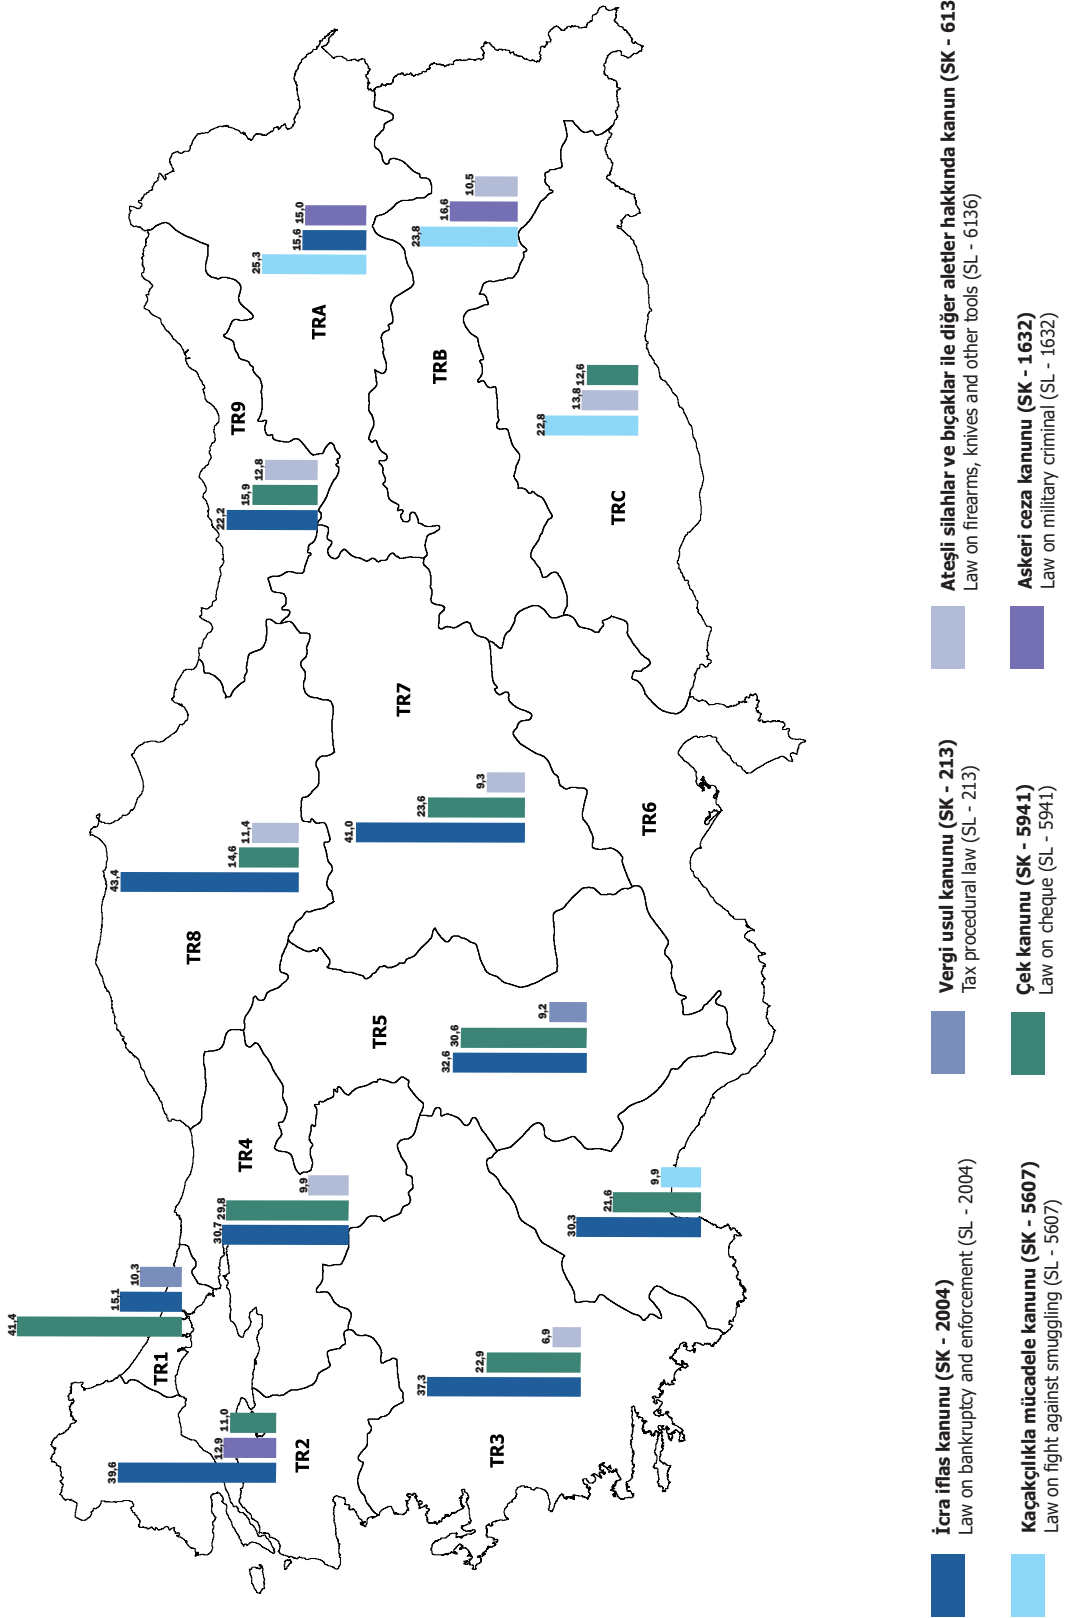 41,4
15,1
10,3
TR1
39,6
12,9
11,0
TR2
37,3
22,9
6,9
TR3
30,7
29,8
9,9
TR4
32,6
30,6
9,2
TR5
30,3
21,6
9,9
TR6
41,0
23,6
9,3
TR7
43,4
14,6
11,4
TR8
22,2
15,9
12,8
TR9
25,3
15,6
15,0
TRA
23,8
16,6
10,5
TRB
22,8
13,8
12,6
TRC
İcra iflas kanunu (SK - 2004)
Law on bankruptcy and enforcement (SL - 2004)
Vergi usul kanunu (SK - 213)
Tax procedural law (SL - 213)
Ateşli silahlar ve bıçaklar ile diğer aletler hakkında kanun (SK - 613
Law on firearms, knives and other tools (SL - 6136)
Kaçakçılıkla mücadele kanunu (SK - 5607)
Law on fight against smuggling (SL - 5607)
Çek kanunu (SK - 5941)
Law on cheque (SL - 5941)
Askeri ceza kanunu (SK - 1632)
Law on military criminal (SL - 1632)